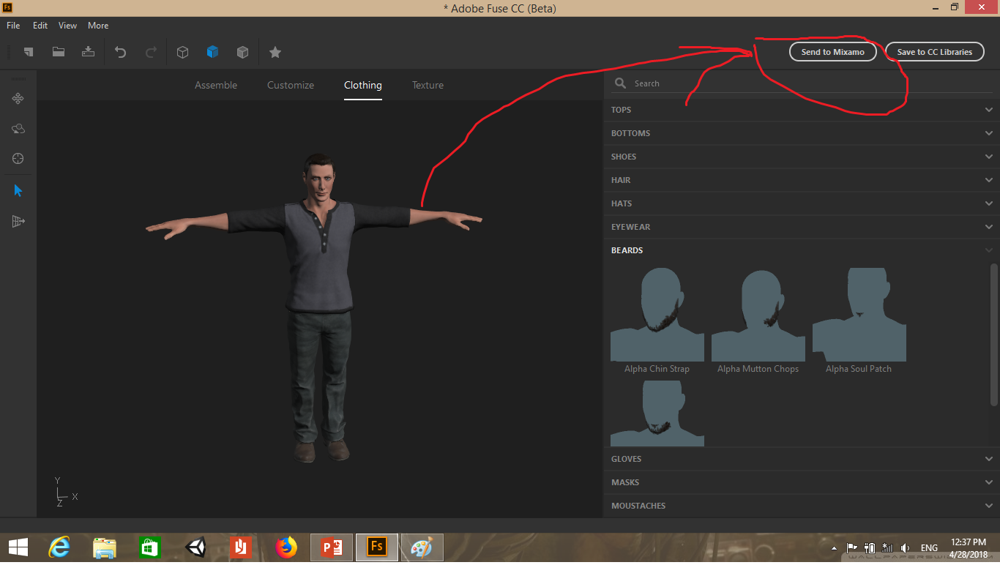 Fs
* Adobe Fuse CC (Beta)
File Edit View More
Send to Mixamo
Save to CC Libraries
Assemble Customize Clothing Texture
Search
TOPS
BOTTOMS
SHOES
HAIR
HATS
EYEWEAR
BEARDS
Alpha Chin Strap
Alpha Mutton Chops
Alpha Soul Patch
GLOVES
MASKS
MOUSTACHES
Y
X
Z
Fs
ENG
12:37 PM
4/28/2018